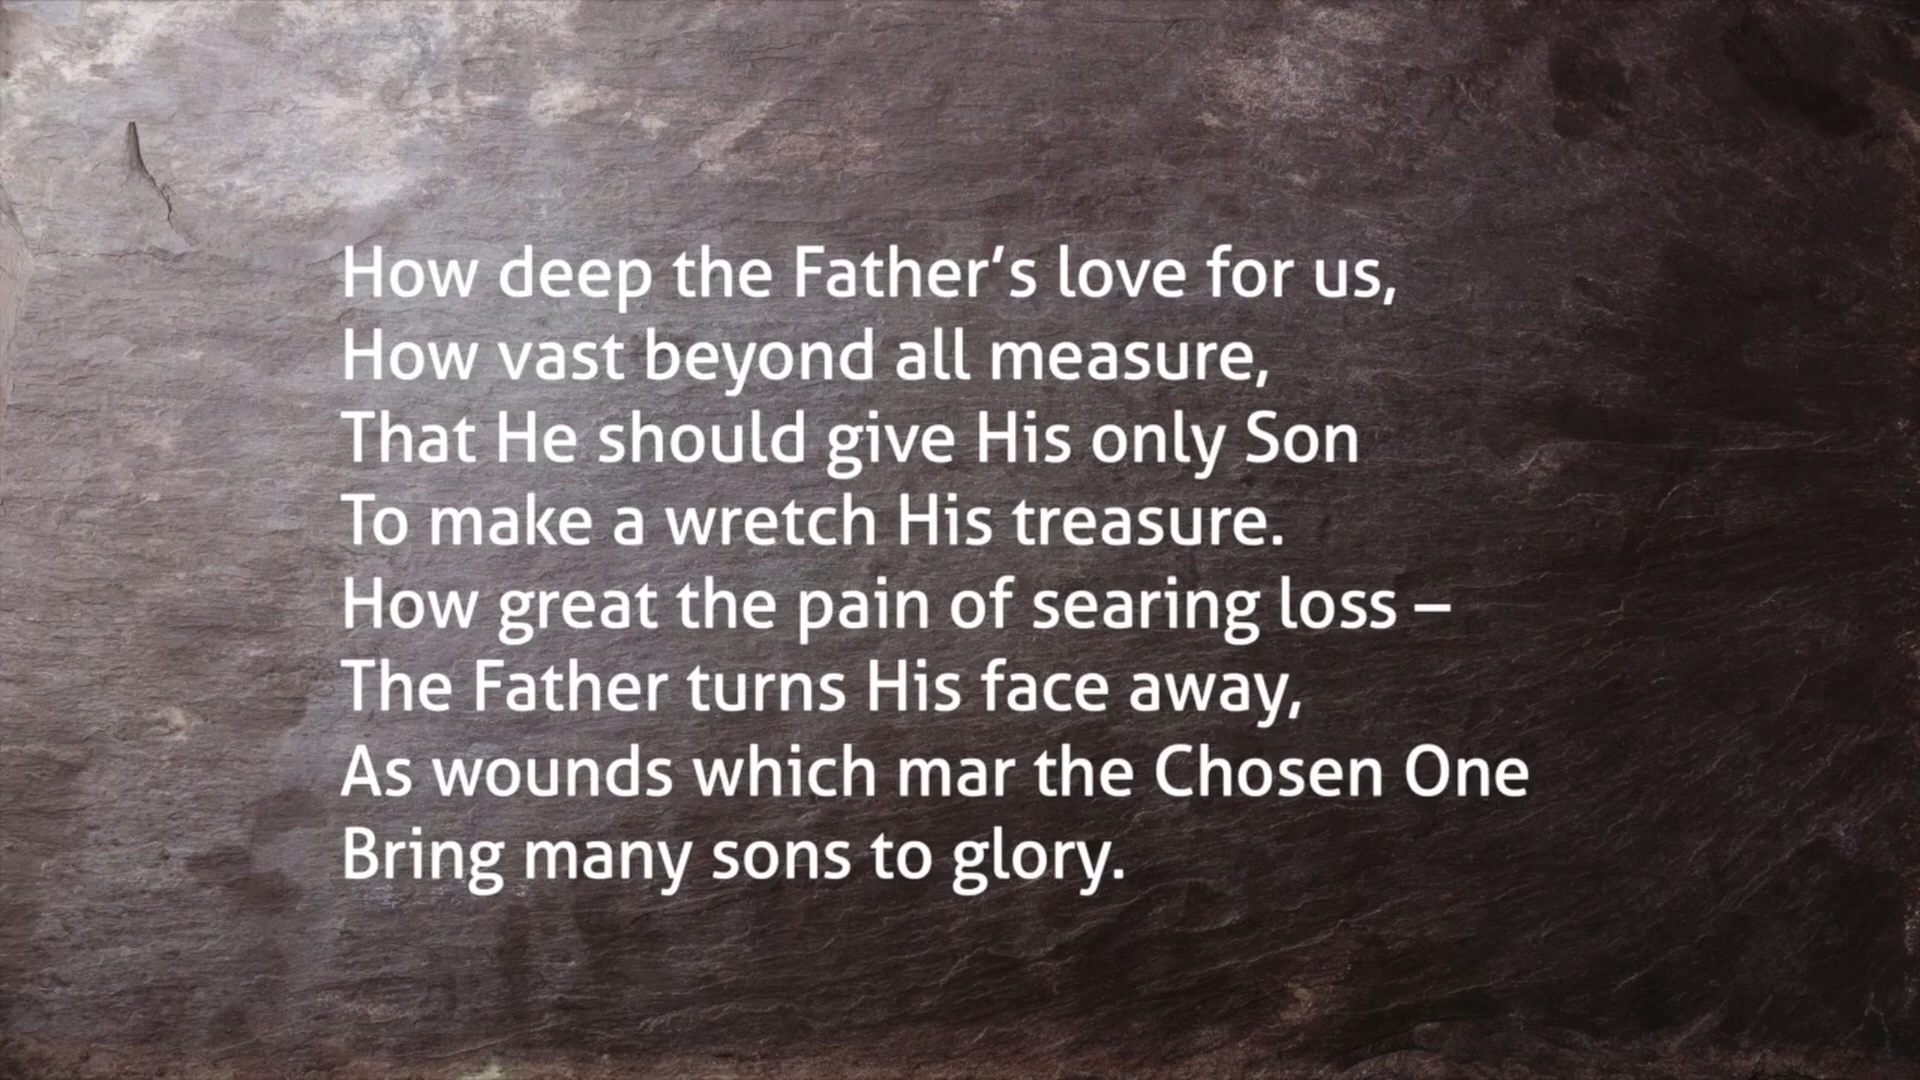 How deep the Father’s love for us,
How vast beyond all measure,
That He should give His only Son
To make a wretch His treasure.
How great the pain of searing loss –
The Father turns His face away,
As wounds which mar the Chosen One
Bring many sons to glory.